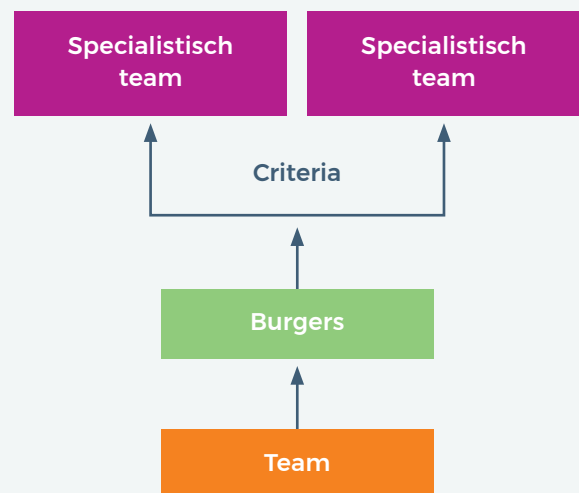 Specialistisch
team
Specialistisch
team
Criteria
Burgers
Team